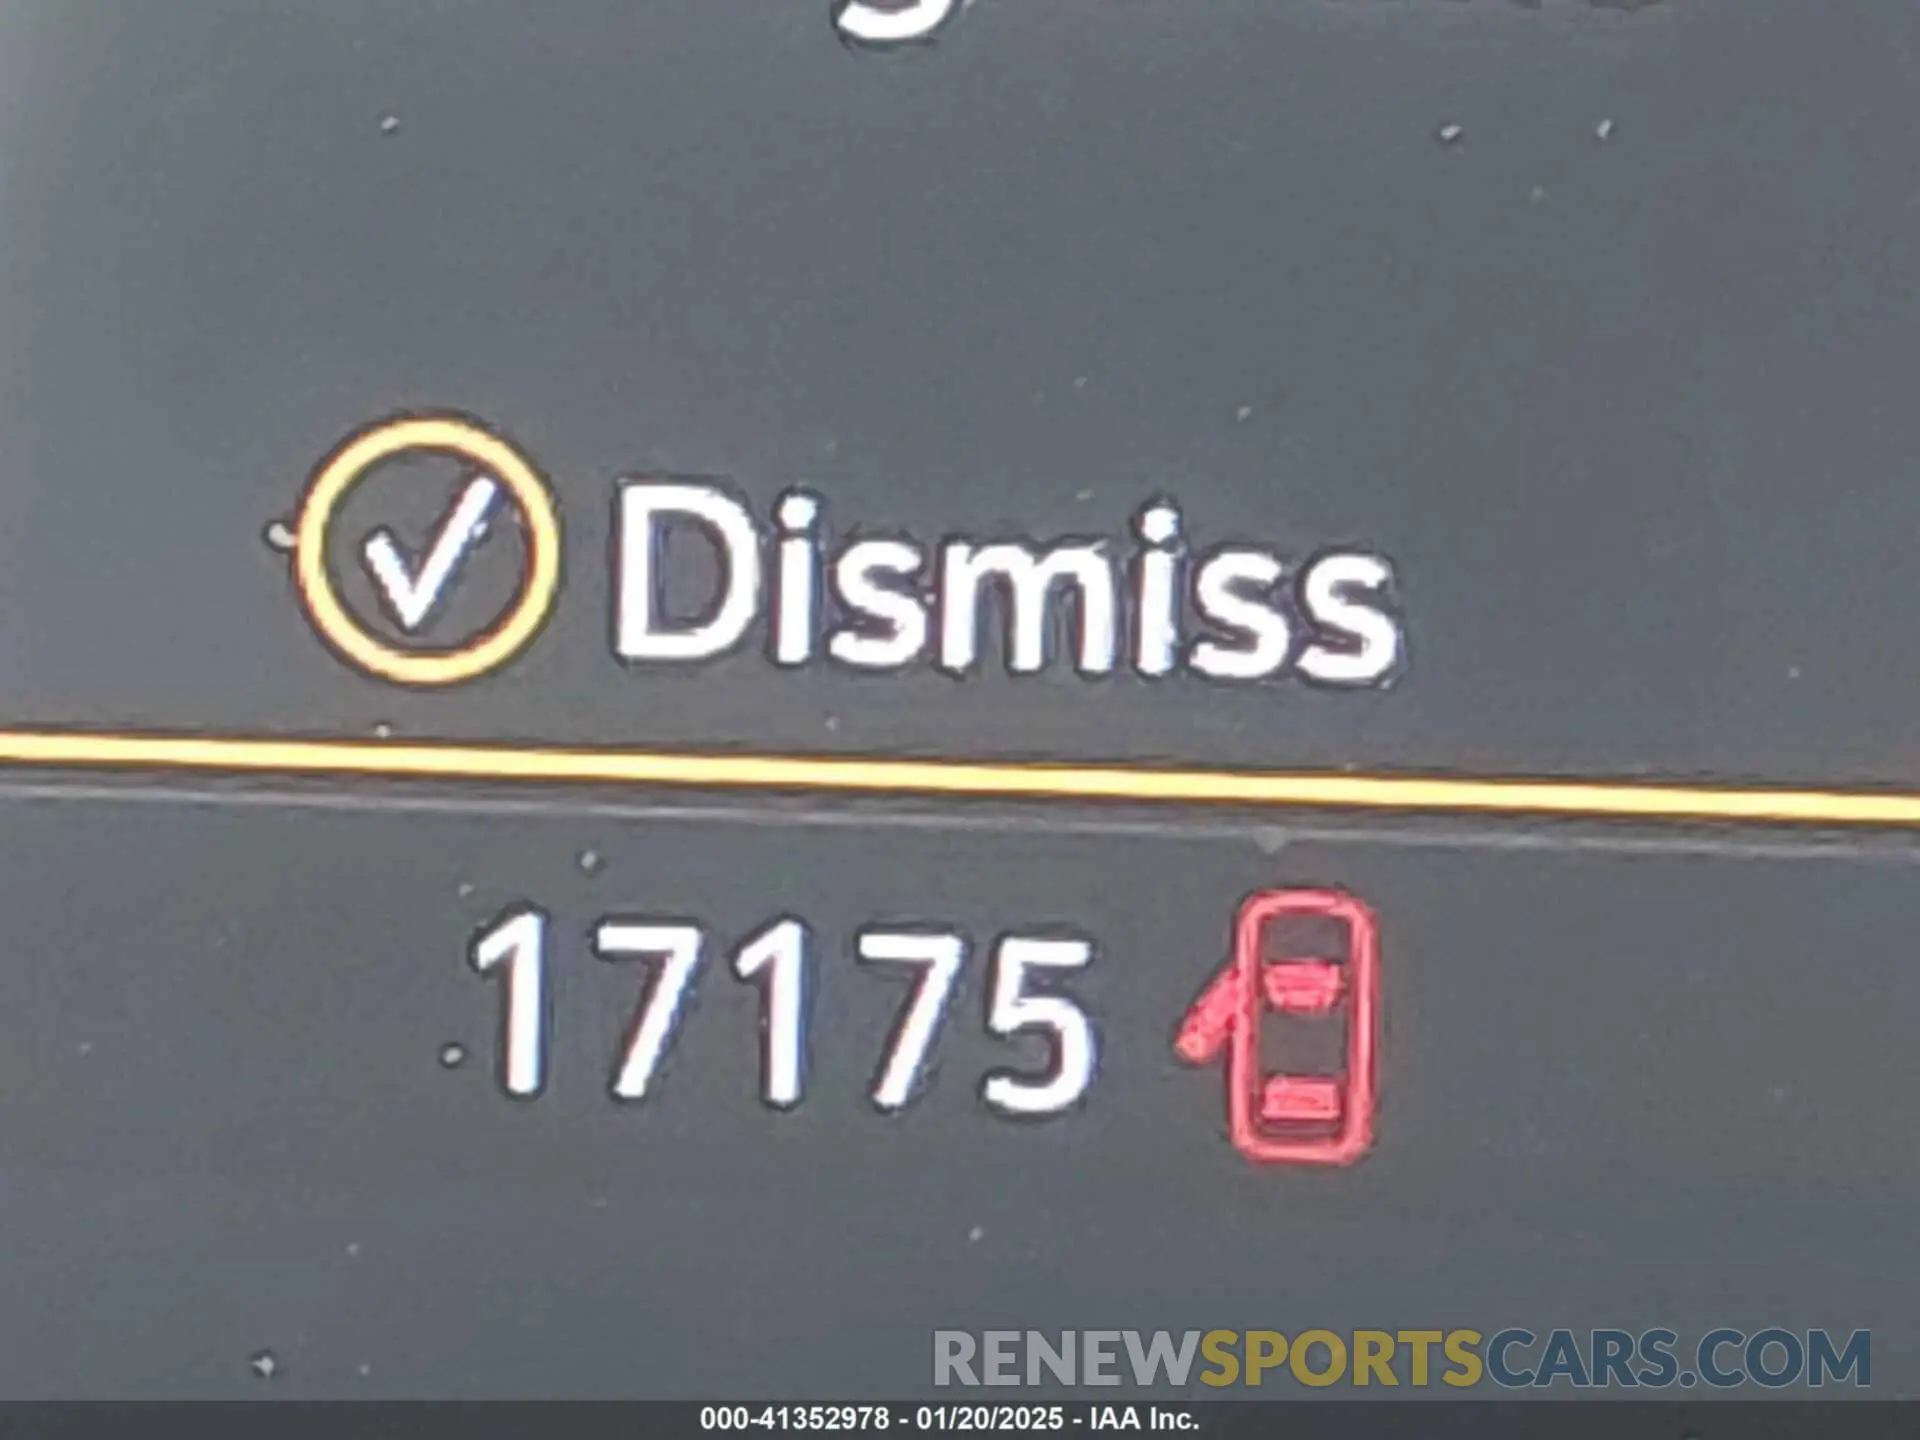 Dismiss
17175
RENEWSPORTSCARS.COM
000-41352978 - 01/20/2025 - IAA Inc.